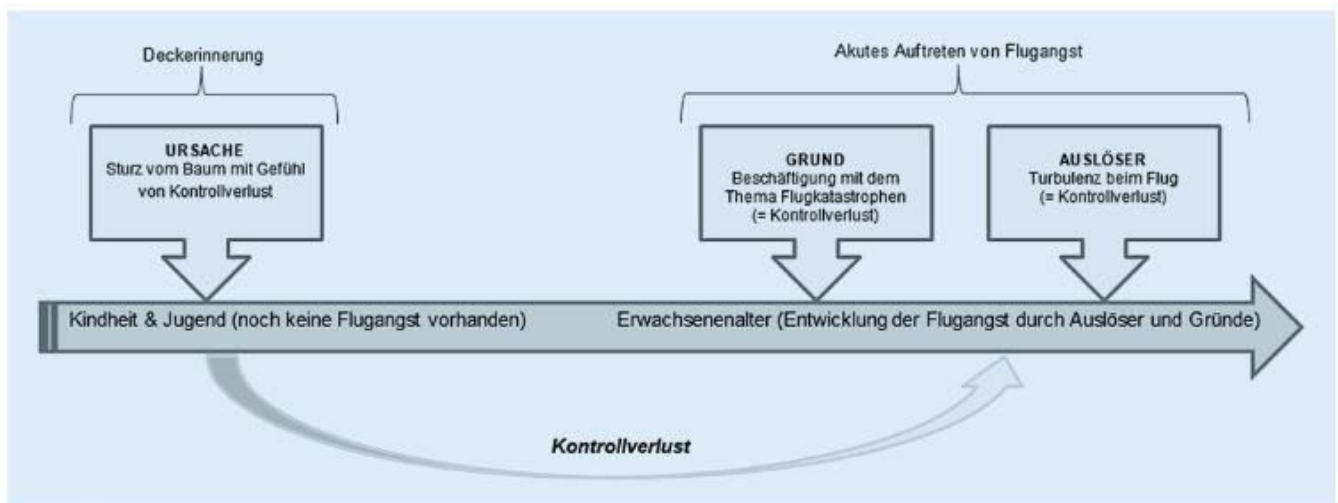 Deckerinnerung
Akutes Auftreten von Flugangst
URSACHE
Sturz vom Baum mit Gefühl
von Kontrollverlust
GRUND
Beschäftigung mit dem
Thema Flugkatastrophen
(= Kontrollverlust)
AUSLÖSER
Turbulenz beim Flug
(= Kontrollverlust)
Kindheit & Jugend (noch keine Flugangst vorhanden)
Erwachsenenalter (Entwicklung der Flugangst durch Auslöser und Gründe)
Kontrollverlust